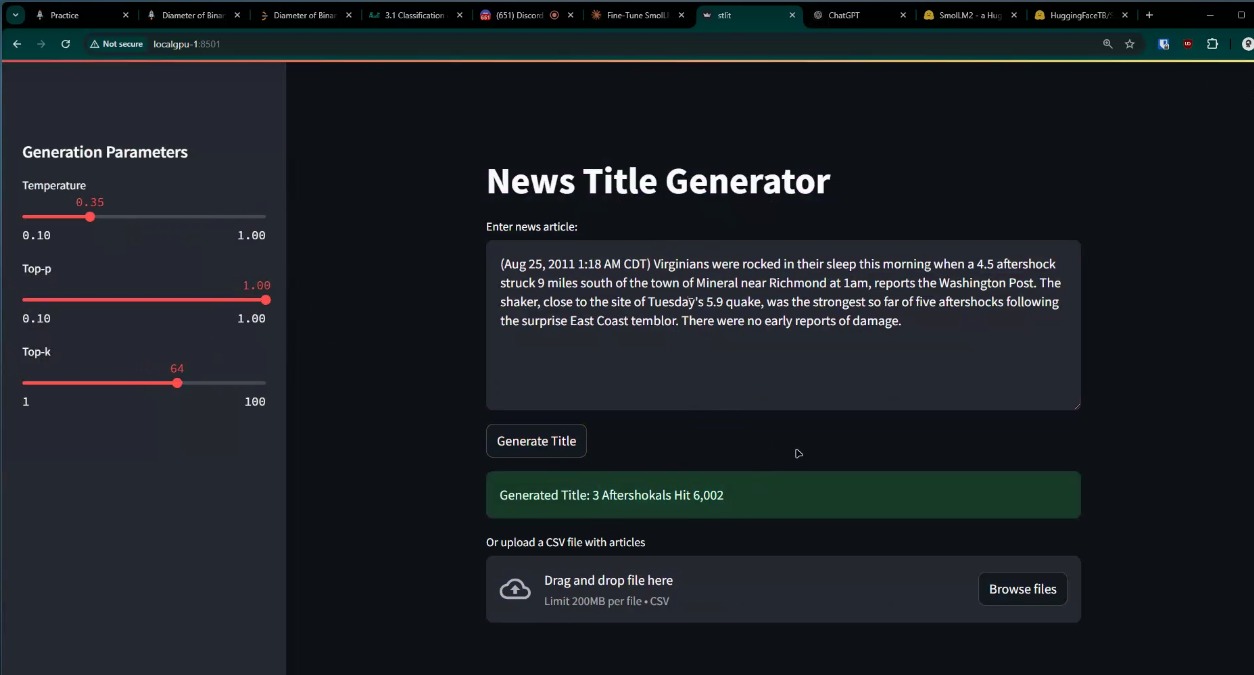 Practice
Diameter of Binar
Diameter of Binar
3.1 Classification
(651) Discord
Fine-Tune SmolL
stlit
ChatGPT
SmolLM2 - a Hug
HuggingFaceTB/S
Not secure
localgpu-1:8501
Generation Parameters
Temperature
0.35
0.10 1.00
Top-p
1.00
0.10 1.00
Top-k
64
1 100
News Title Generator
Enter news article:
(Aug 25, 2011 1:18 AM CDT) Virginians were rocked in their sleep this morning when a 4.5 aftershock
struck 9 miles south of the town of Mineral near Richmond at 1am, reports the Washington Post. The
shaker, close to the site of Tuesday's 5.9 quake, was the strongest so far of five aftershocks following
the surprise East Coast temblor. There were no early reports of damage.
Generate Title
Generated Title: 3 Aftershokals Hit 6,002
Or upload a CSV file with articles
Drag and drop file here
Limit 200MB per file • CSV
Browse files